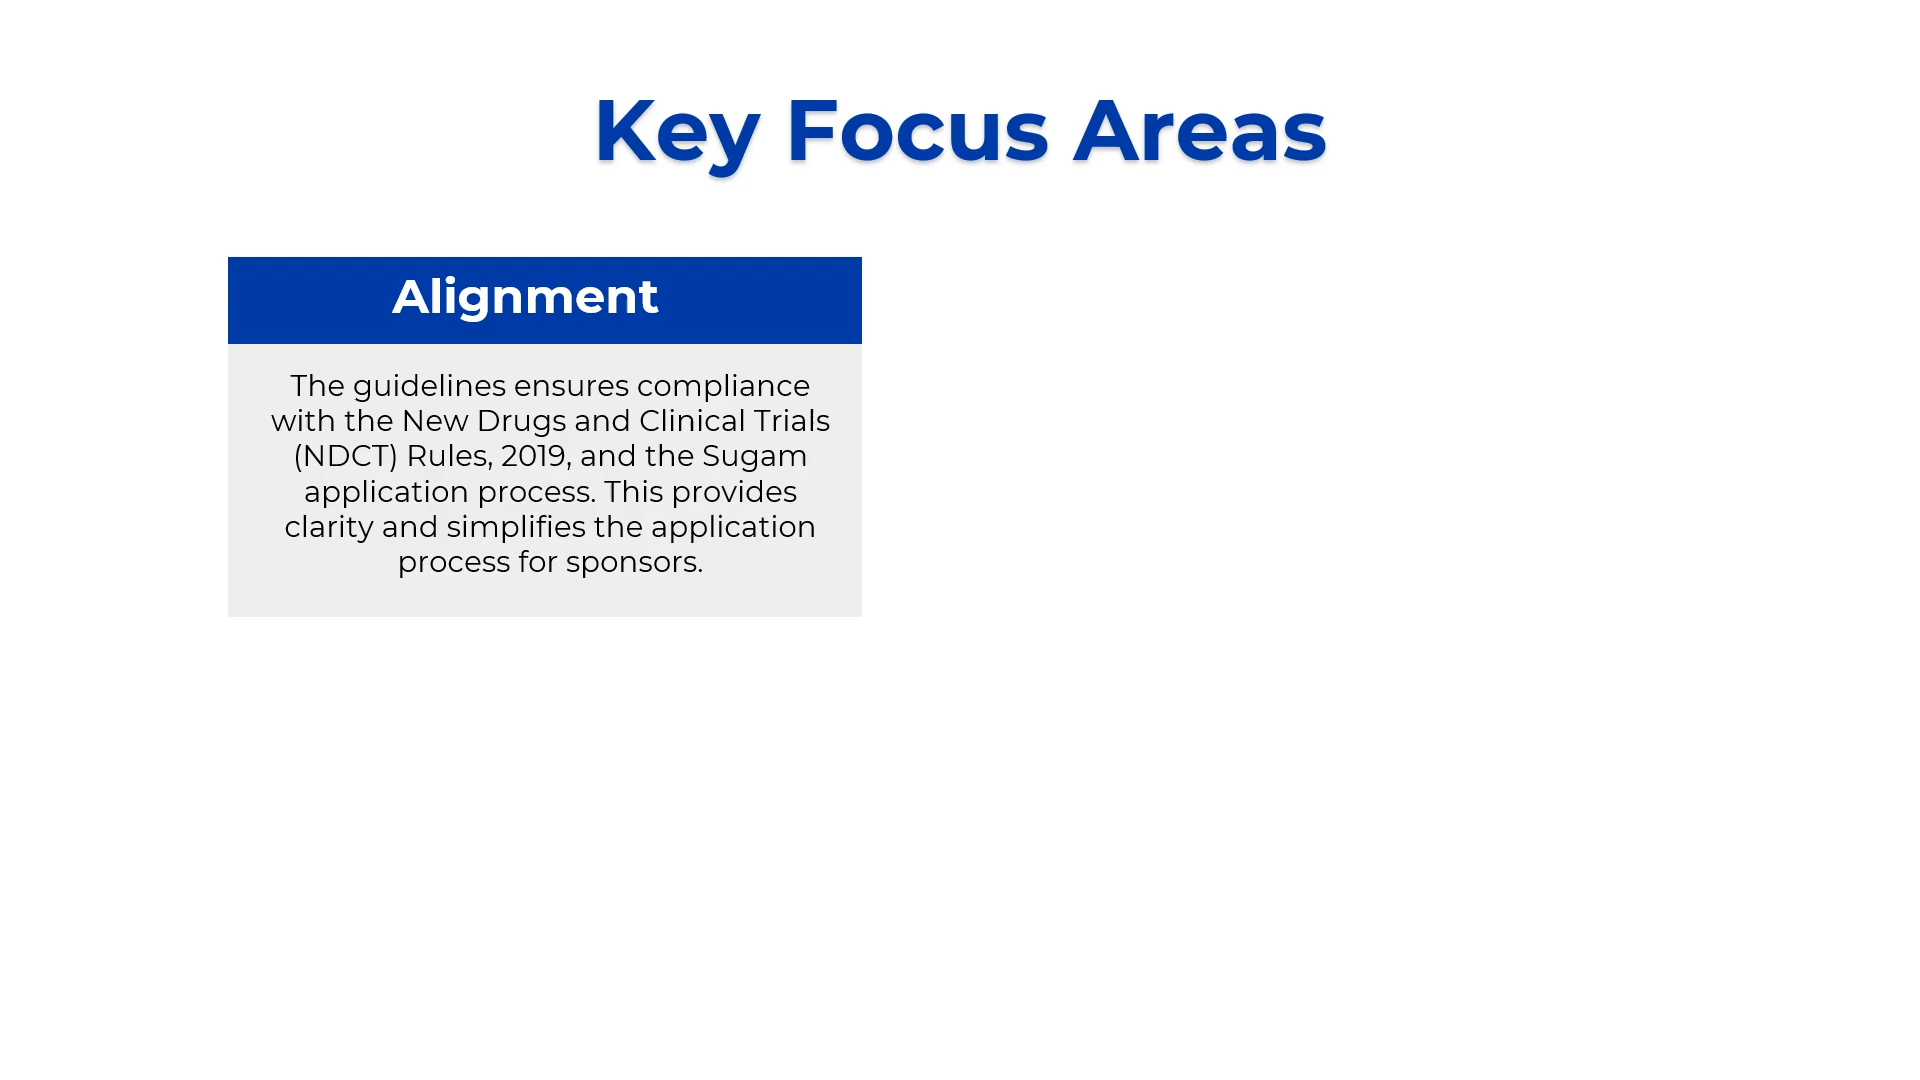 Key Focus Areas
Alignment
The guidelines ensures compliance
with the New Drugs and Clinical Trials
(NDCT) Rules, 2019, and the Sugam
application process. This provides
clarity and simplifies the application
process for sponsors.